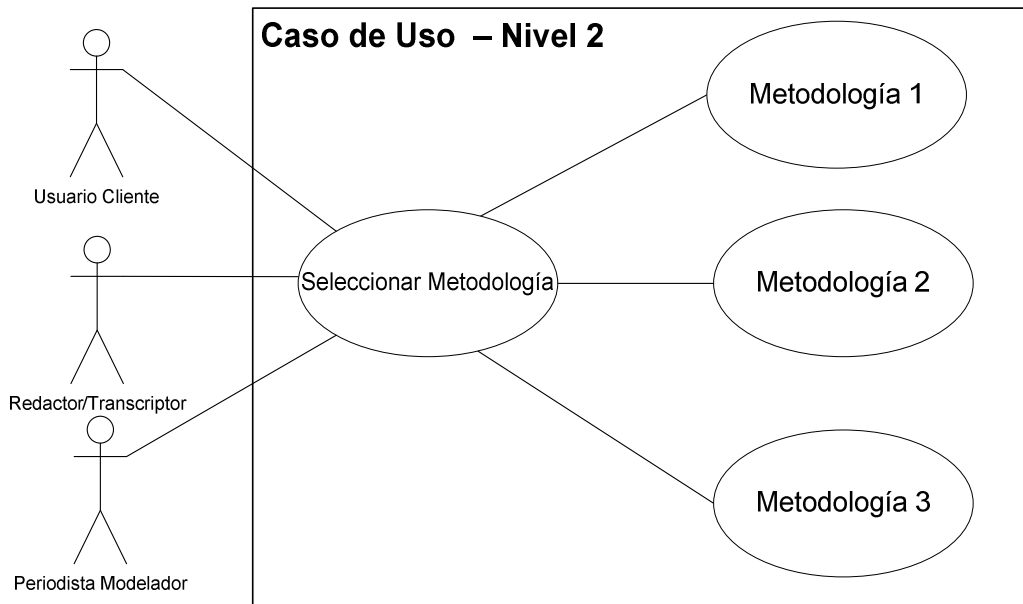 Caso de Uso – Nivel 2
Metodología 1
Usuario Cliente
Seleccionar Metodología
Metodología 2
Redactor/Transcriptor
Metodología 3
Periodista Modelador